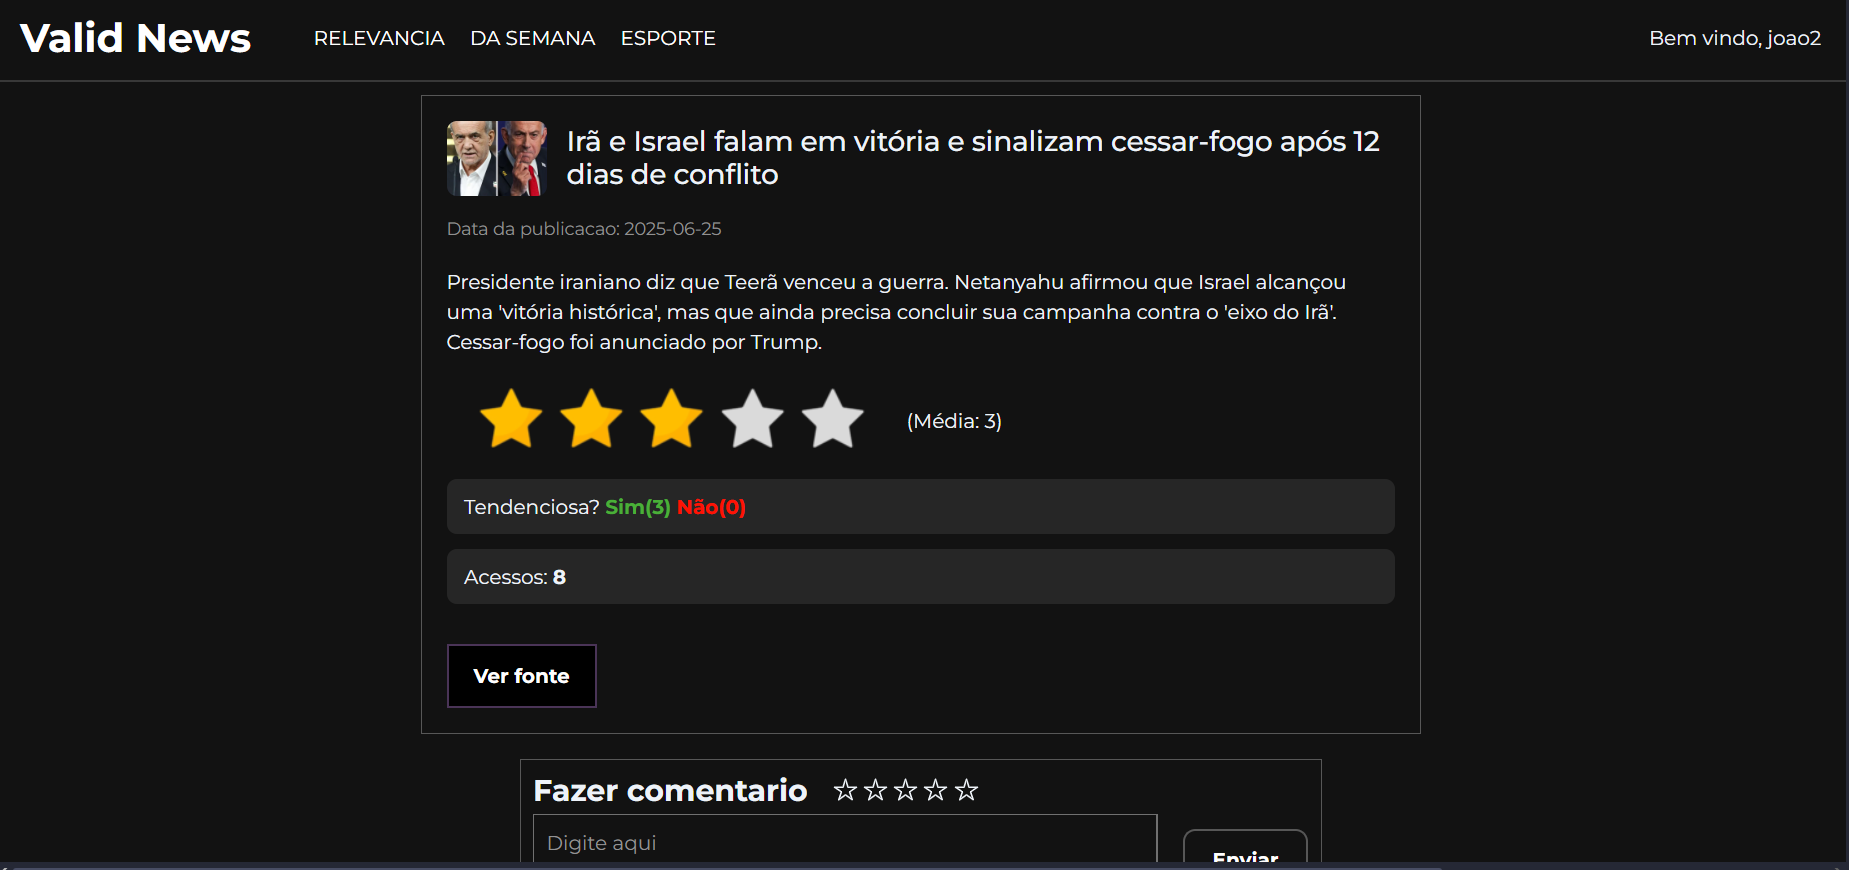 Valid News
RELEVANCIA DA SEMANA ESPORTE
Bem vindo, joao2
Irã e Israel falam em vitória e sinalizam cessar-fogo após 12
dias de conflito
Data da publicacao: 2025-06-25
Presidente iraniano diz que Teerã venceu a guerra. Netanyahu afirmou que Israel alcançou
uma 'vitória histórica', mas que ainda precisa concluir sua campanha contra o 'eixo do Irã'.
Cessar-fogo foi anunciado por Trump.
(Média: 3)
Tendenciosa? Sim(3) Não(0)
Acessos: 8
Ver fonte
Fazer comentario
Digite aqui
Enviar